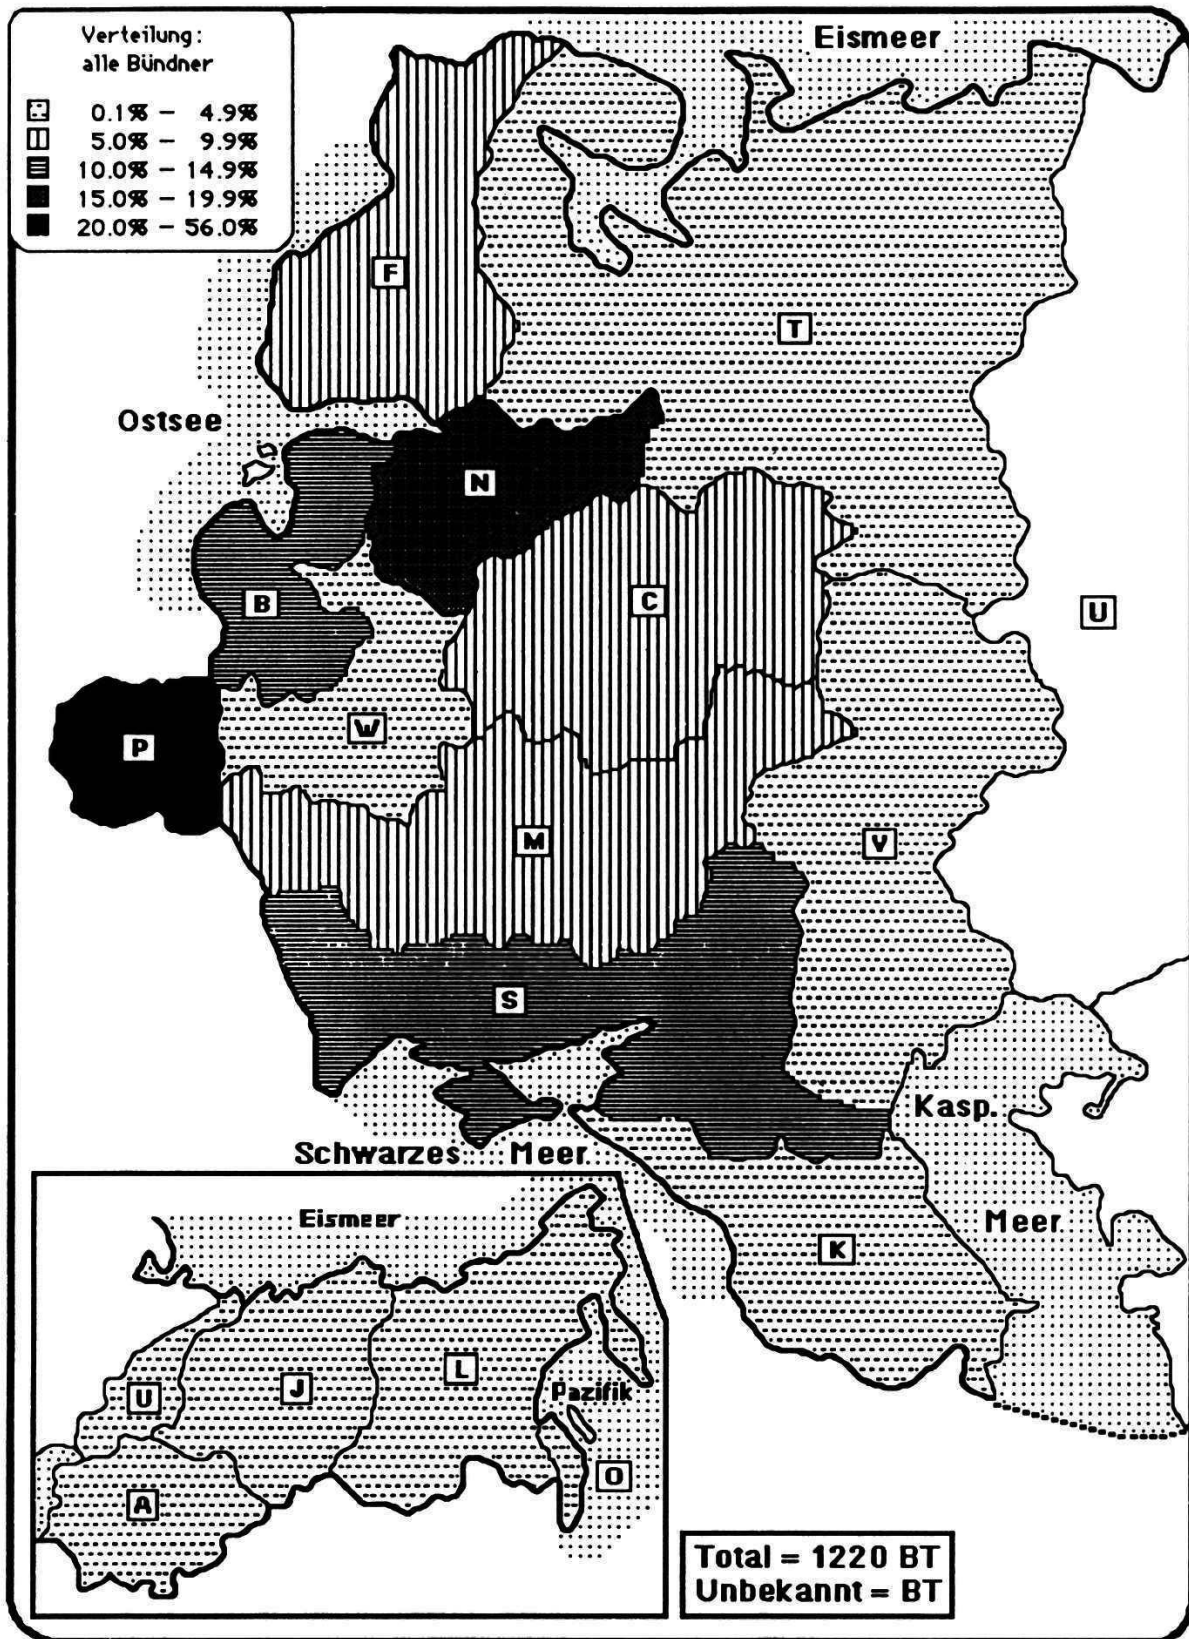 Verteilung:
alle Bündner
0.1% – 4.9%
5.0% – 9.9%
10.0% – 14.9%
15.0% – 19.9%
20.0% – 56.0%
Eismeer
F
T
Ostsee
N
B
C
U
P
W
M
V
S
Kasp.
Schwarzes Meer
Meer
K
Eismeer
L
J
U
Pazifik
O
A
Total = 1220 BT
Unbekannt = BT